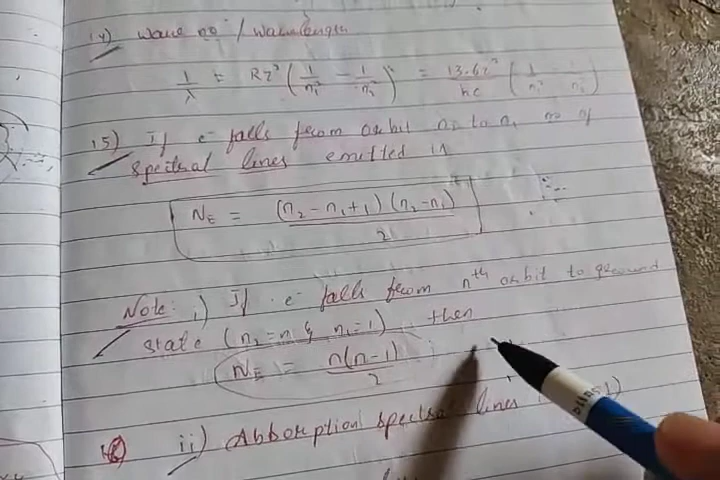 14) Wave no / Wavelength
1/λ = RZ² (1/n₁² - 1/n₂²) = 13.6Z²/hc (1/n₁² - 1/n₂²)
15) If e⁻ falls from orbit n₂ to n₁ no of
spectral lines emitted is
N_E = (n₂-n₁+1)(n₂-n₁)/2
Note: i) If e⁻ falls from nᵗʰ orbit to ground
state (n₂=n & n₁=1) then
N_E = n(n-1)/2
ii) Absorption spectral lines